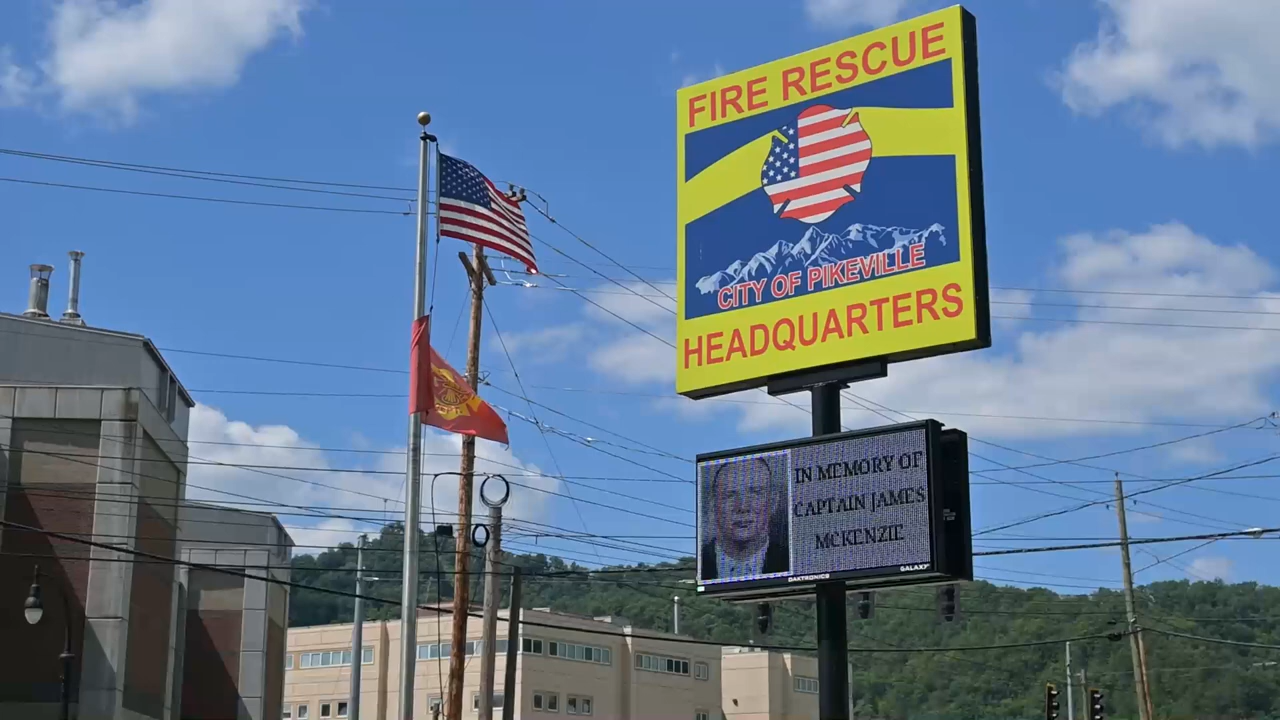 FIRE RESCUE
CITY OF PIKEVILLE
HEADQUARTERS
IN MEMORY OF
CAPTAIN JAMES
MCKENZIE
DAKTRONICS
GALAXY